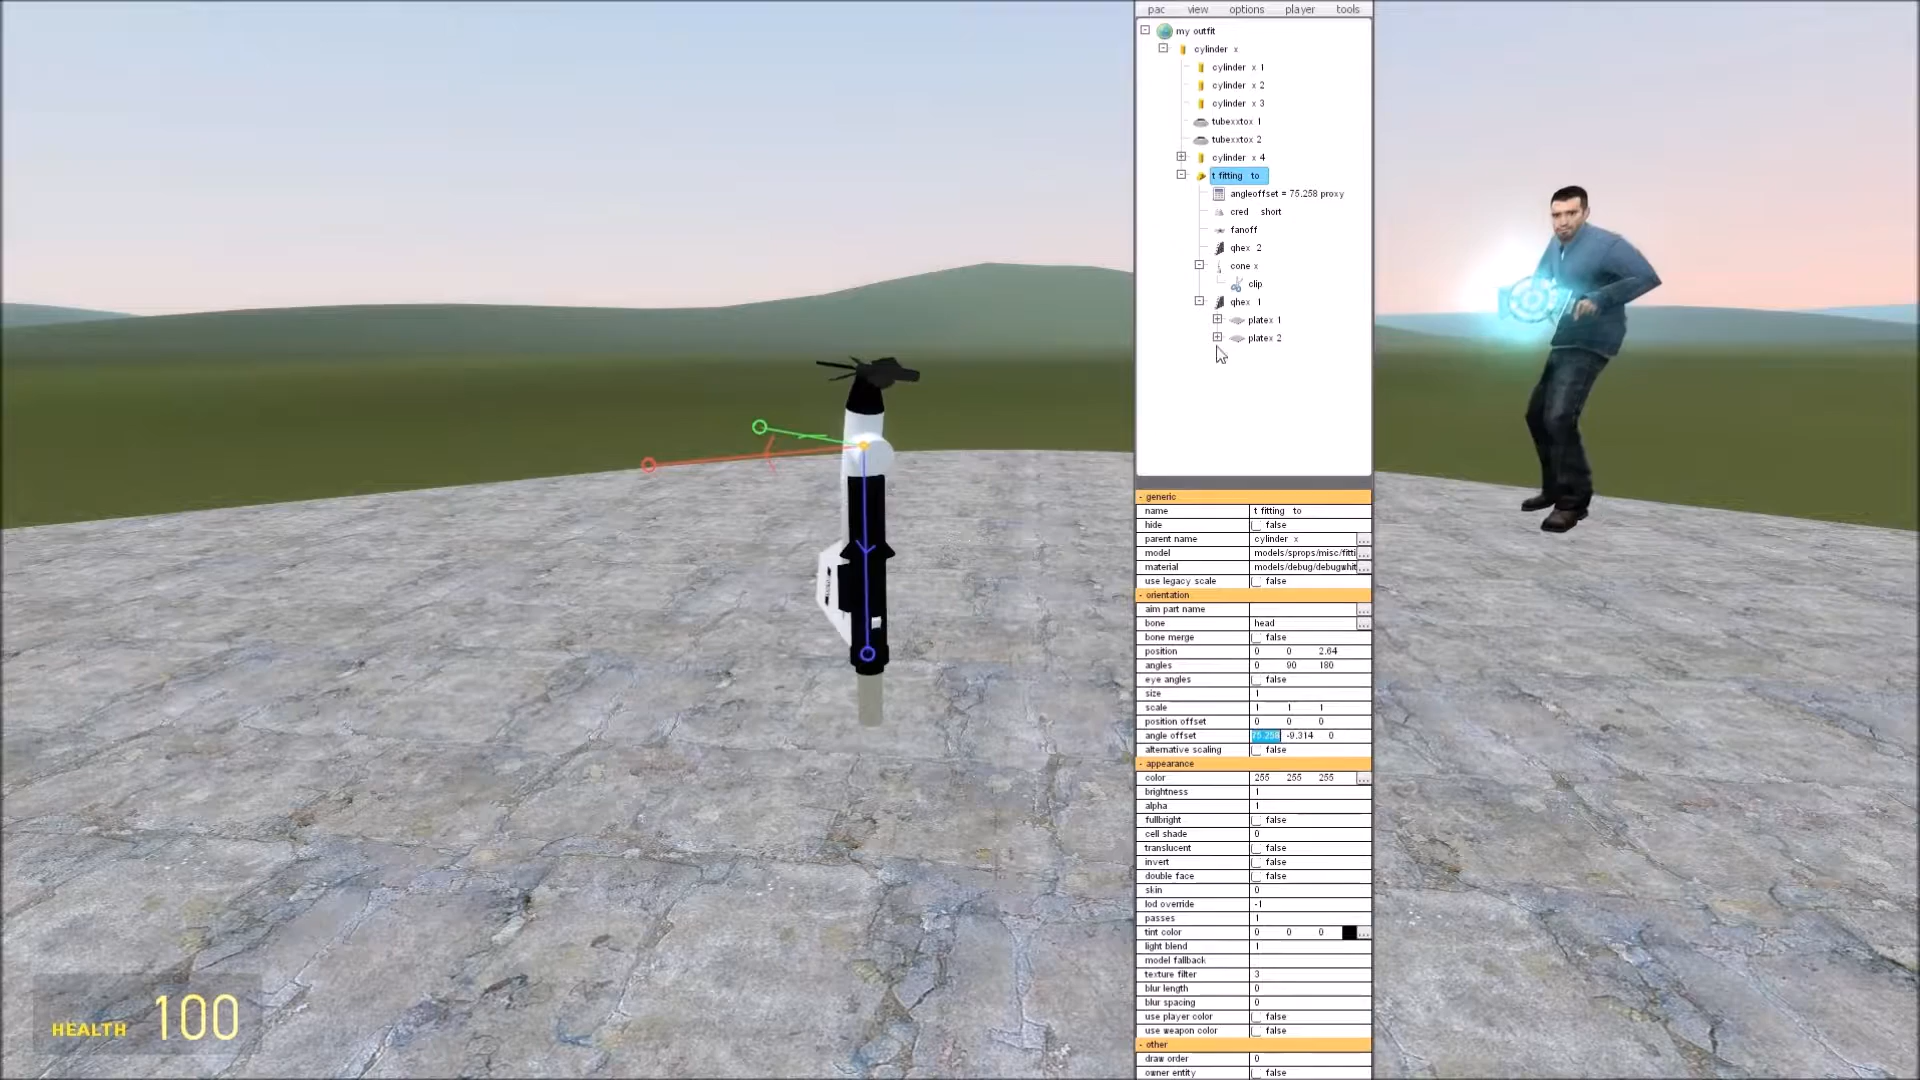 pac view options player tools
my outfit
cylinder x
cylinder x 1
cylinder x 2
cylinder x 3
tubexxtox 1
tubexxtox 2
cylinder x 4
t fitting to
angleoffset = 75.258 proxy
cred short
fanoff
qhex 2
cone x
clip
qhex 1
platex 1
platex 2
- generic
name t fitting to
hide false
parent name cylinder x ...
model models/sprops/misc/fitti ...
material models/debug/debugwhit ...
use legacy scale false
- orientation
aim part name ...
bone head ...
bone merge false
position 0 0 2.64
angles 0 90 180
eye angles false
size 1
scale 1 1 1
position offset 0 0 0
angle offset 75.258 -9.314 0
alternative scaling false
- appearance
color 255 255 255 ...
brightness 1
alpha 1
fullbright false
cell shade 0
translucent false
invert false
double face false
skin 0
lod override -1
passes 1
tint color 0 0 0 ...
light blend 1
model fallback
texture filter 3
blur length 0
blur spacing 0
use player color false
use weapon color false
- other
draw order 0
owner entity false
HEALTH 100